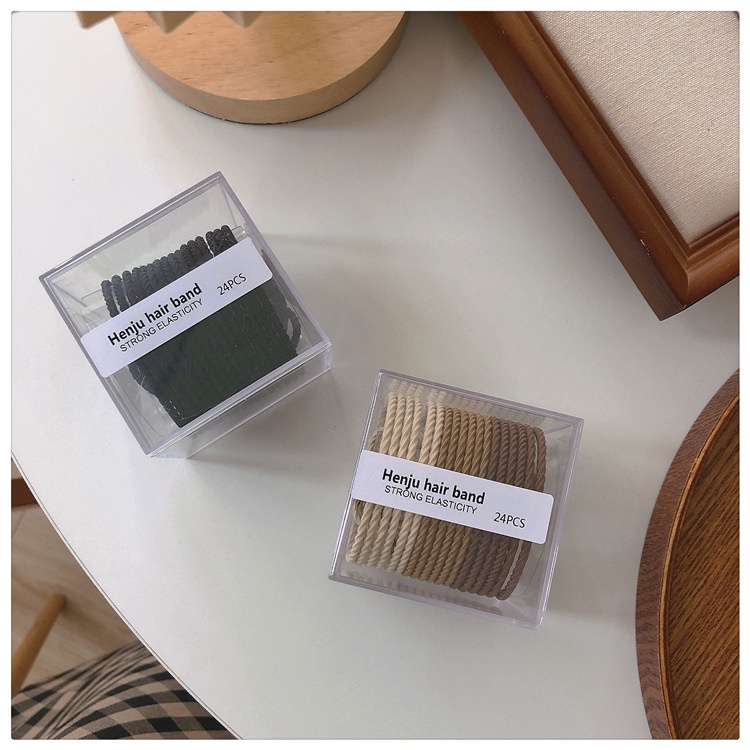 Henju hair band
STRONG ELASTICITY
24PCS
Henju hair band
STRONG ELASTICITY
24PCS